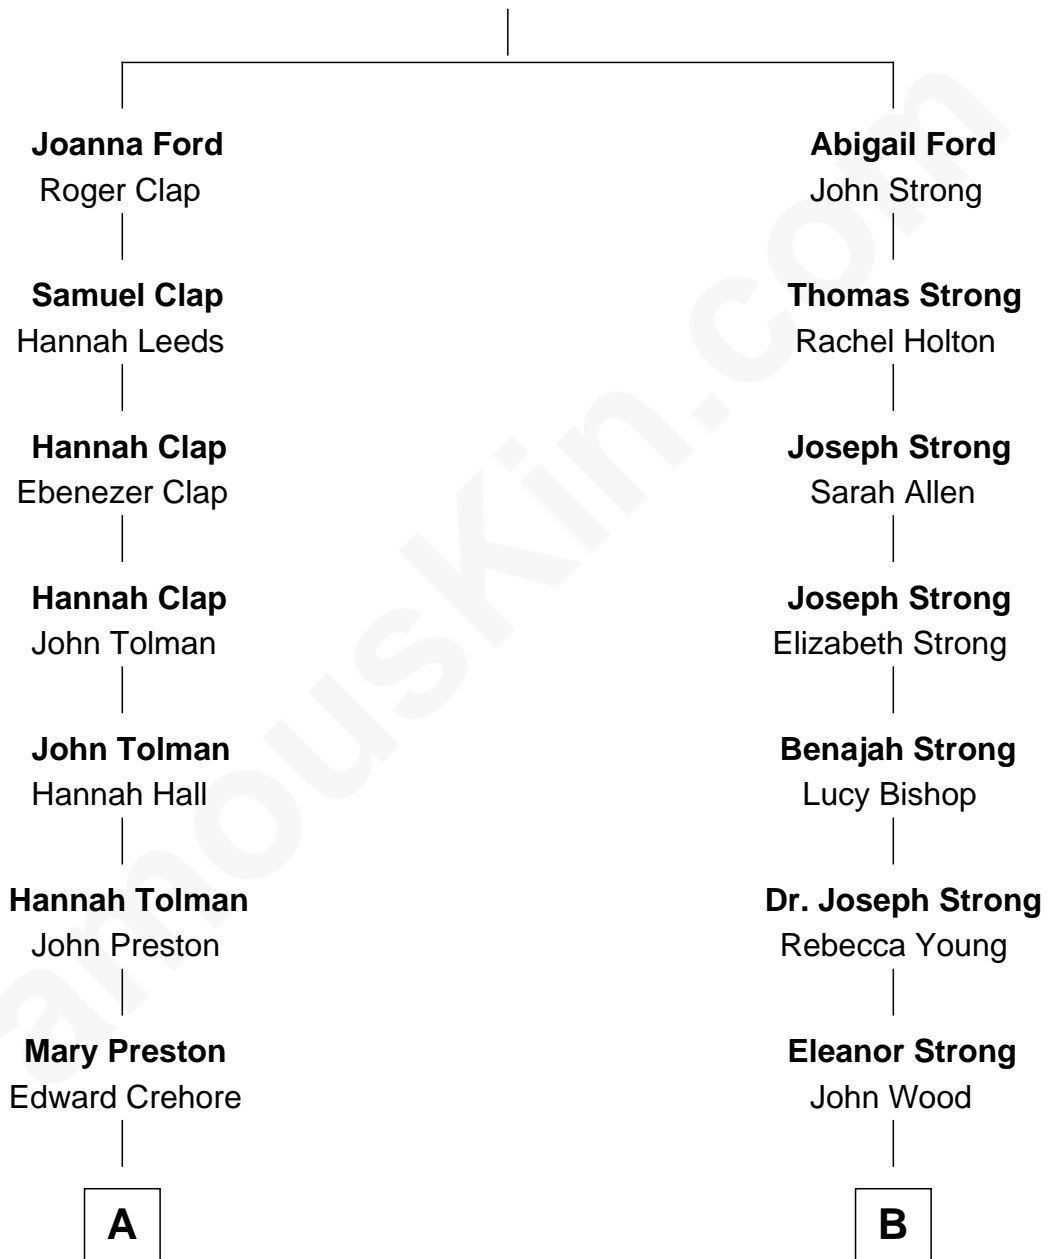 Joanna Ford
Roger Clap
Samuel Clap
Hannah Leeds
Hannah Clap
Ebenezer Clap
Hannah Clap
John Tolman
John Tolman
Hannah Hall
Hannah Tolman
John Preston
Mary Preston
Edward Crehore
A
Abigail Ford
John Strong
Thomas Strong
Rachel Holton
Joseph Strong
Sarah Allen
Joseph Strong
Elizabeth Strong
Benajah Strong
Lucy Bishop
Dr. Joseph Strong
Rebecca Young
Eleanor Strong
John Wood
B
amousKin.com